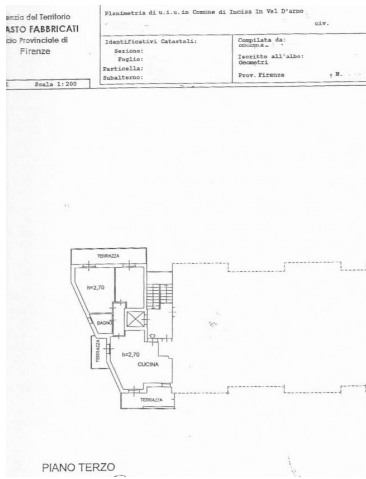 enzia del Territorio
ASTO FABBRICATI
cio Provinciale di
Firenze
Scala 1:200
Planimetria di u.i.u. in Comune di Incisa In Val D'arno
civ.
Identificativi Catastali:
Sezione:
Foglio:
Particella:
Subalterno:
Compilata da:
Iscritto all'albo:
Geometri
Prov. Firenze
N.
TERRAZZA
h=2,70
BAGNO
TERRAZZA
h=2,70
CUCINA
TERRAZZA
PIANO TERZO